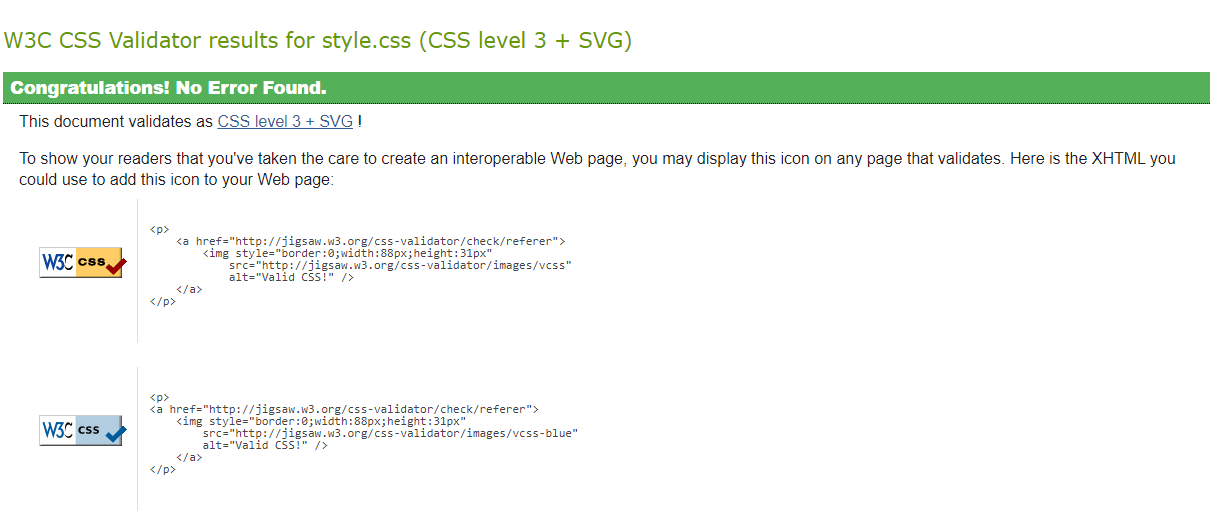 W3C CSS Validator results for style.css (CSS level 3 + SVG)
Congratulations! No Error Found.
This document validates as CSS level 3 + SVG !
To show your readers that you've taken the care to create an interoperable Web page, you may display this icon on any page that validates. Here is the XHTML you
could use to add this icon to your Web page:
W3C css
<p>
    <a href="http://jigsaw.w3.org/css-validator/check/referer">
        <img style="border:0;width:88px;height:31px"
            src="http://jigsaw.w3.org/css-validator/images/vcss"
            alt="Valid CSS!" />
    </a>
</p>
W3C css
<p>
<a href="http://jigsaw.w3.org/css-validator/check/referer">
    <img style="border:0;width:88px;height:31px"
        src="http://jigsaw.w3.org/css-validator/images/vcss-blue"
        alt="Valid CSS!" />
    </a>
</p>